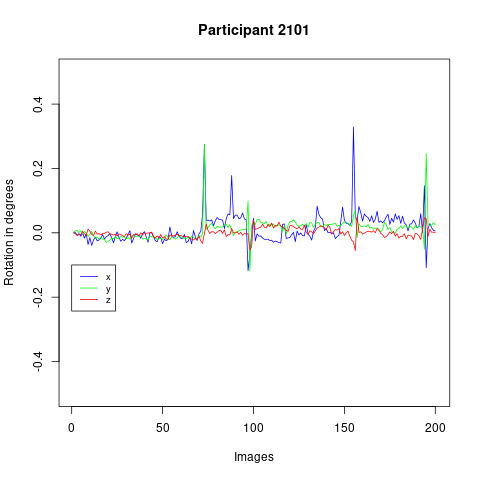 Participant 2101
Rotation in degrees
0.4
0.2
0.0
-0.2
-0.4
x
y
z
0 50 100 150 200
Images